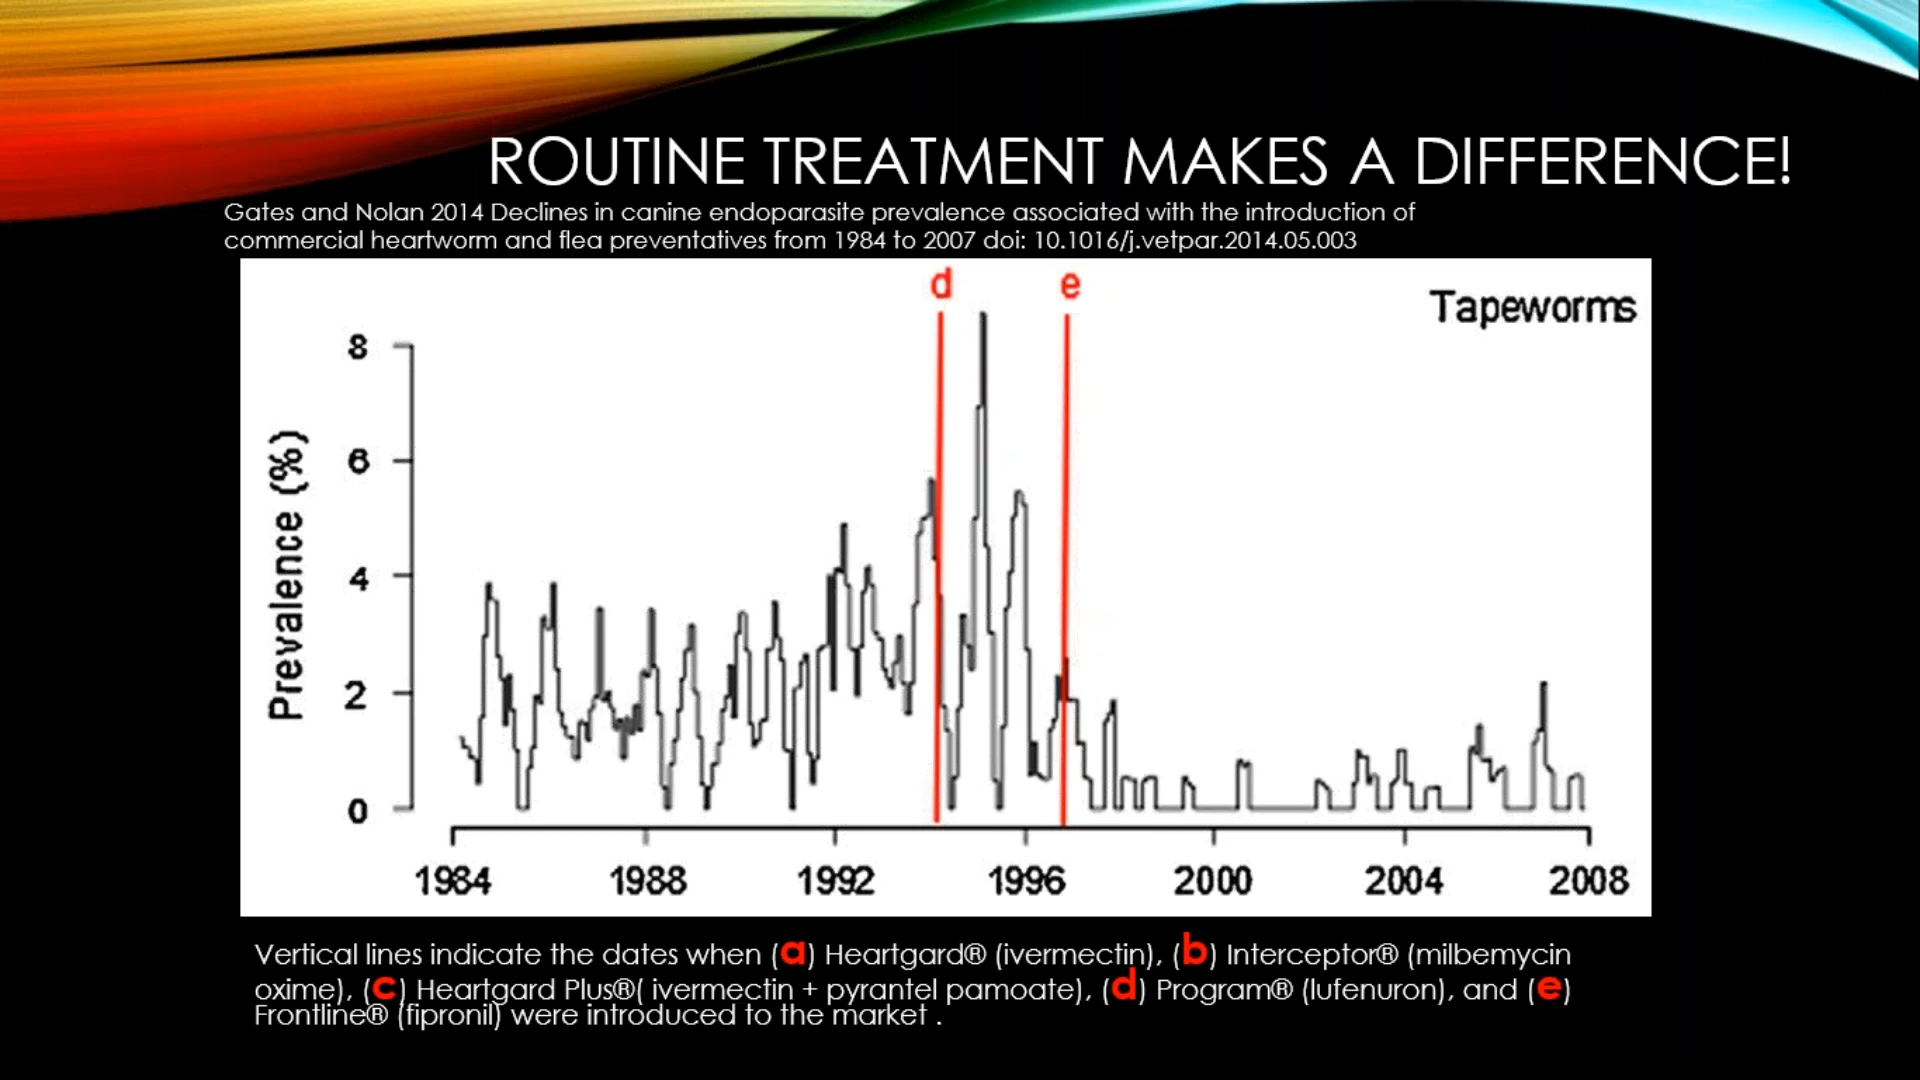 ROUTINE TREATMENT MAKES A DIFFERENCE!
Gates and Nolan 2014 Declines in canine endoparasite prevalence associated with the introduction of
commercial heartworm and flea preventatives from 1984 to 2007 doi: 10.1016/j.vetpar.2014.05.003
d e
Tapeworms
Prevalence (%)
8
6
4
2
0
1984 1988 1992 1996 2000 2004 2008
Vertical lines indicate the dates when (a) Heartgard® (ivermectin), (b) Interceptor® (milbemycin
oxime), (c) Heartgard Plus®( ivermectin + pyrantel pamoate), (d) Program® (lufenuron), and (e)
Frontline® (fipronil) were introduced to the market .